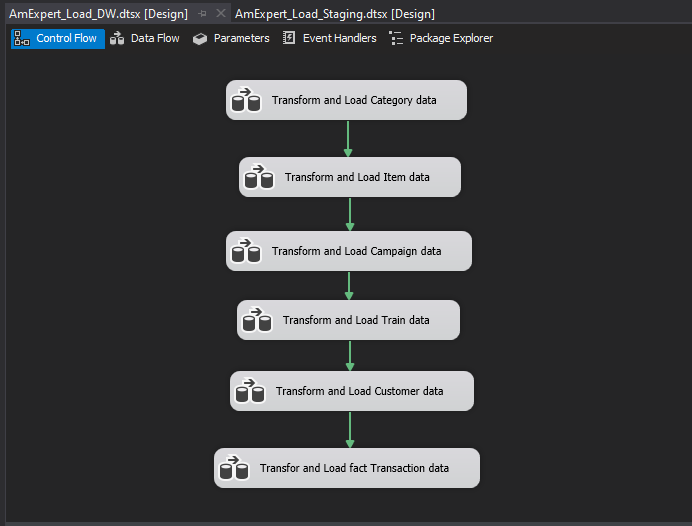 AmExpert_Load_DW.dtsx [Design] AmExpert_Load_Staging.dtsx [Design]
Control Flow Data Flow Parameters Event Handlers Package Explorer
Transform and Load Category data
Transform and Load Item data
Transform and Load Campaign data
Transform and Load Train data
Transform and Load Customer data
Transfor and Load fact Transaction data